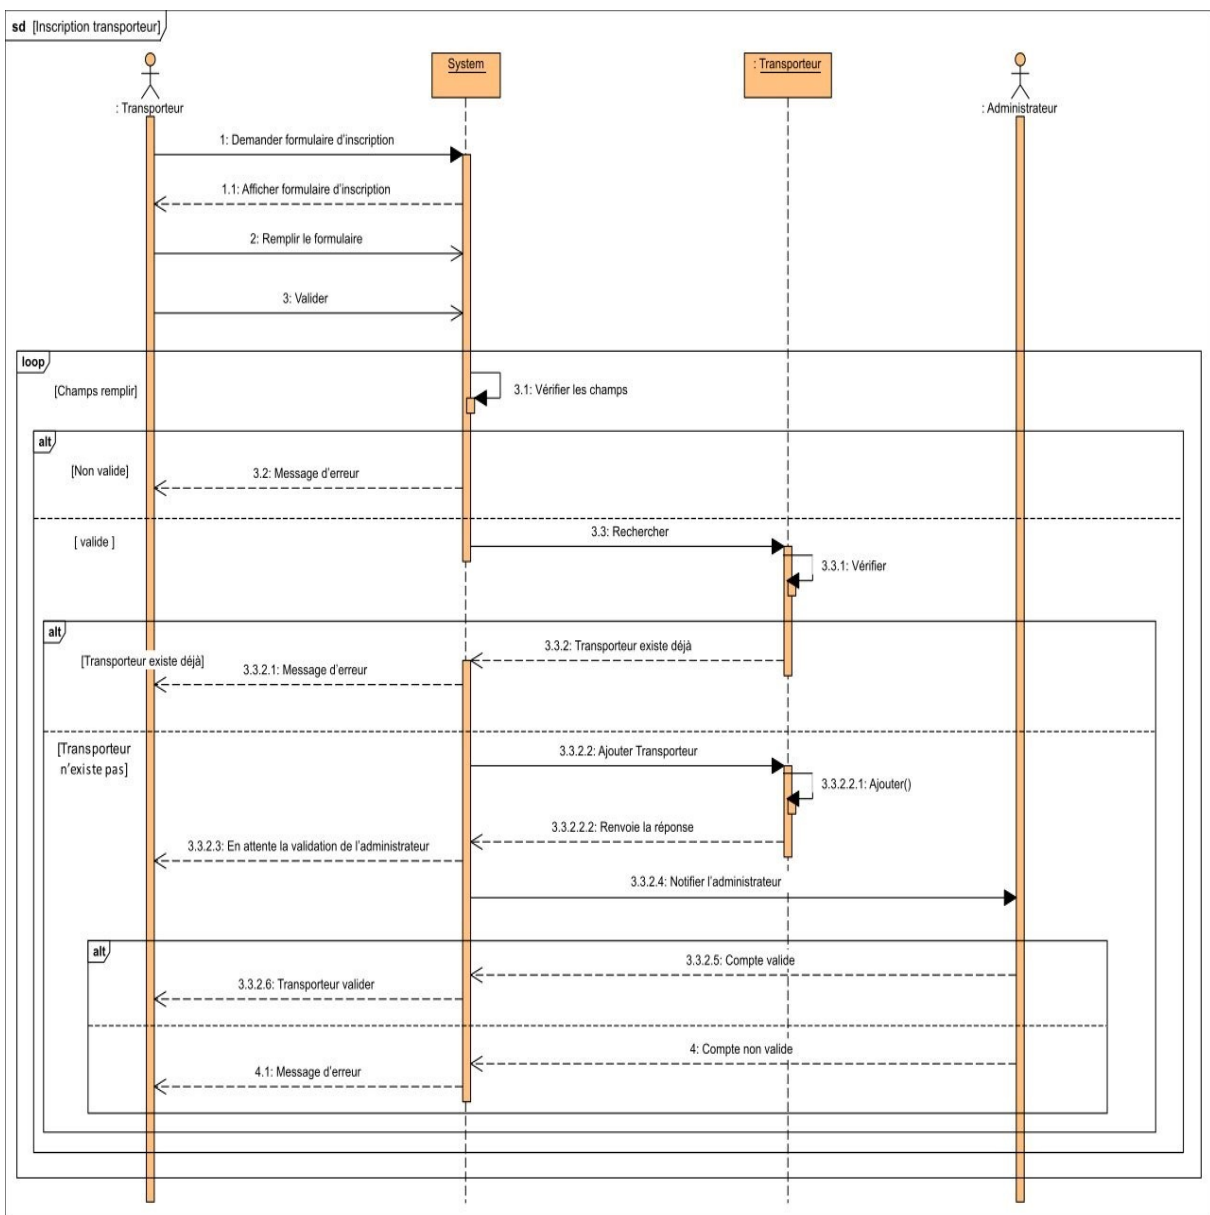 sd [Inscription transporteur]
System
: Transporteur
: Transporteur
: Administrateur
1: Demander formulaire d'inscription
1.1: Afficher formulaire d'inscription
2: Remplir le formulaire
3: Valider
loop
[Champs remplir]
3.1: Vérifier les champs
alt
[Non valide]
3.2: Message d'erreur
[ valide ]
3.3: Rechercher
3.3.1: Vérifier
alt
3.3.2: Transporteur existe déjà
[Transporteur existe déjà]
3.3.2.1: Message d'erreur
[Transporteur
n'existe pas]
3.3.2.2: Ajouter Transporteur
3.3.2.2.1: Ajouter()
3.3.2.2.2: Renvoie la réponse
3.3.2.3: En attente la validation de l'administrateur
3.3.2.4: Notifier l'administrateur
alt
3.3.2.5: Compte valide
3.3.2.6: Transporteur valider
4: Compte non valide
4.1: Message d'erreur